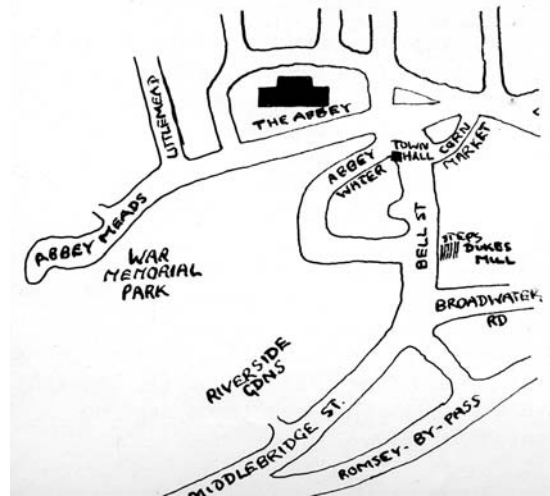 LITTLEMEAD
THE ABBEY
TOWN
HALL
CORN
MARKET
ABBEY
WATER
ABBEY MEADS
WAR
MEMORIAL
PARK
BELL ST
STEPS
DUKES
MILL
BROADWATER
RD
RIVERSIDE
GDNS
MIDDLEBRIDGE ST.
ROMSEY-BY-PASS